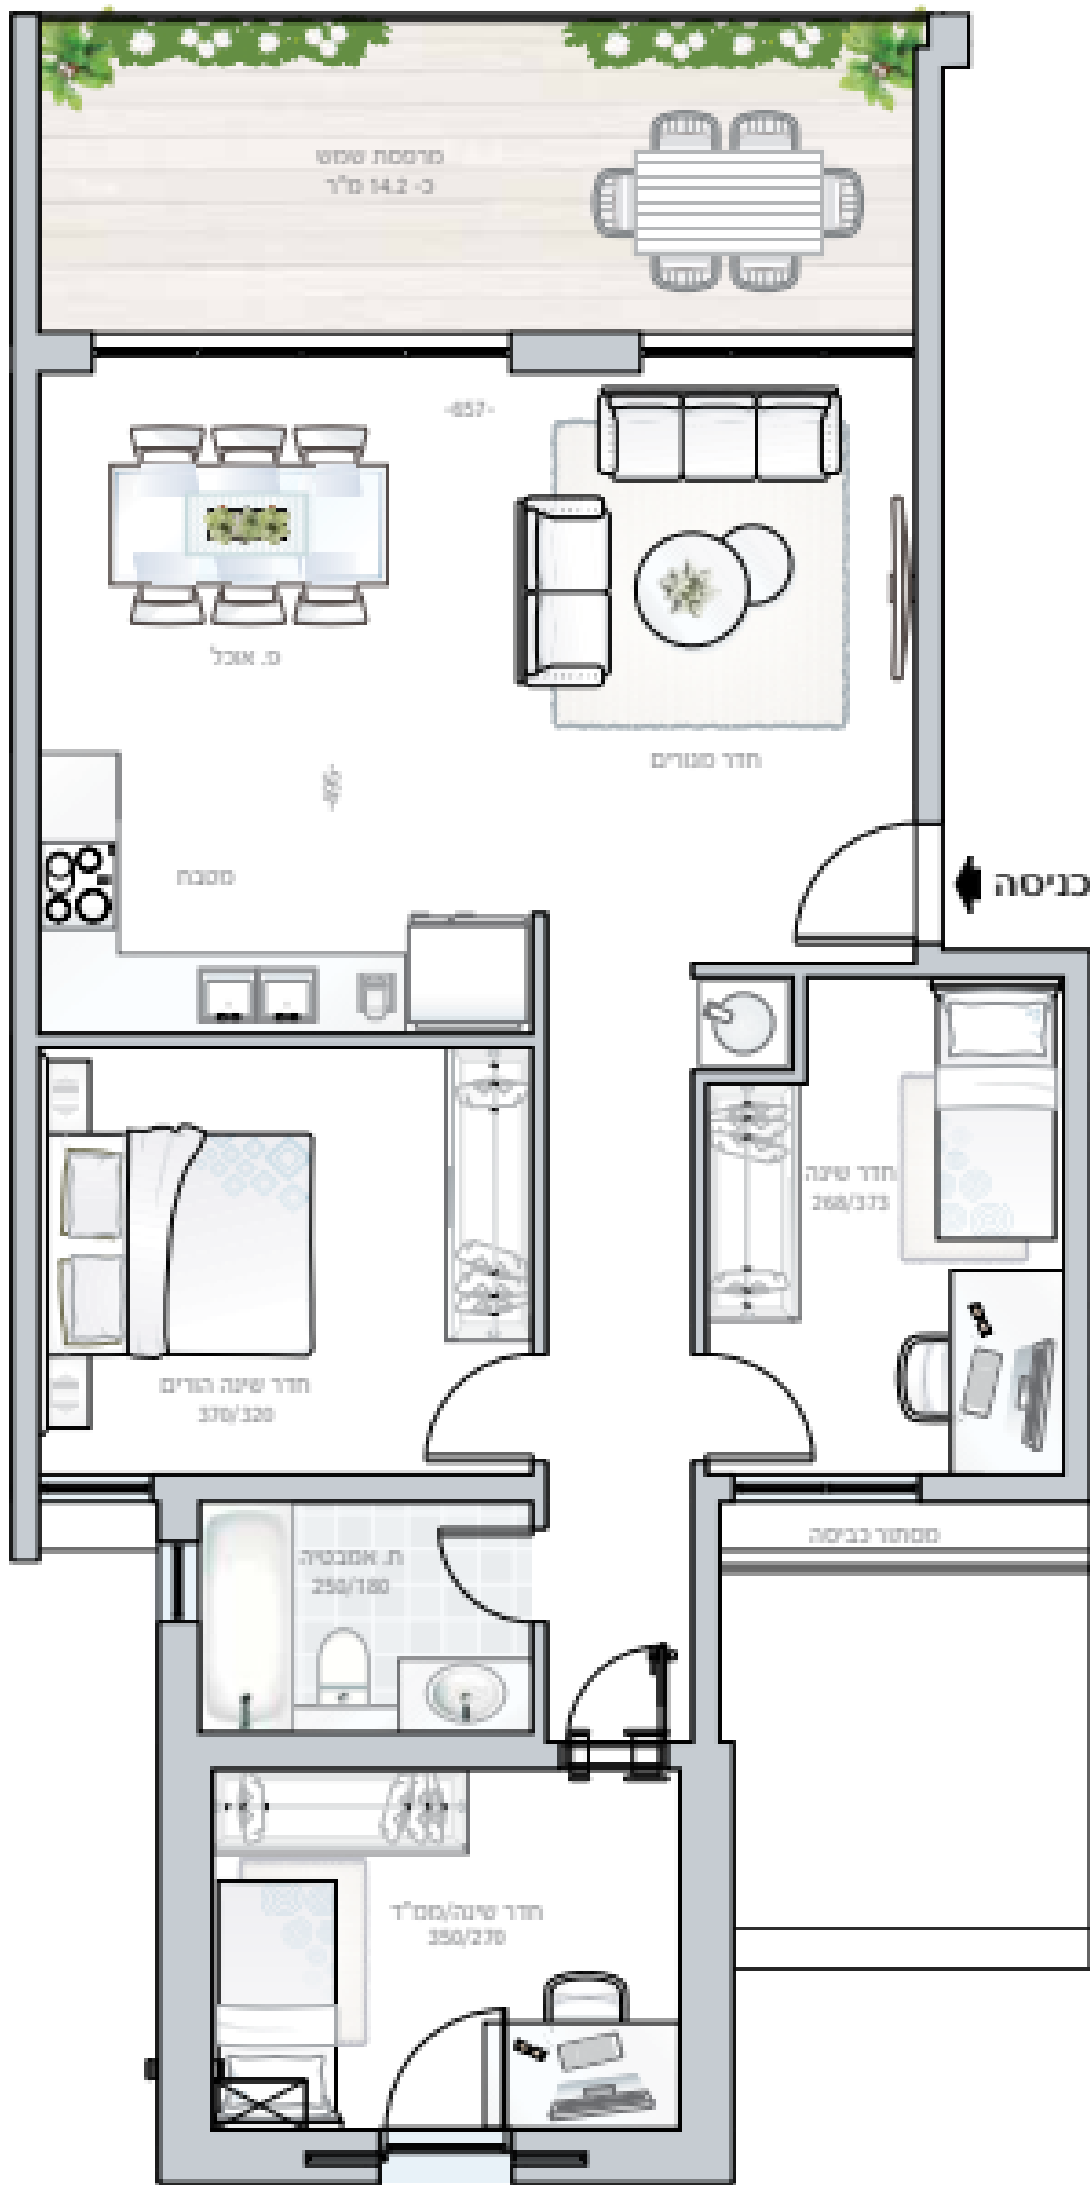 מרפסת שמש
כ- 14.2 מ"ר
-657-
פ. אוכל
חדר מגורים
מטבח
כניסה
חדר שינה
268/373
חדר שינה הורים
370/320
ח. אמבטיה
250/180
מסתור כביסה
חדר שינה/ממ"ד
350/270